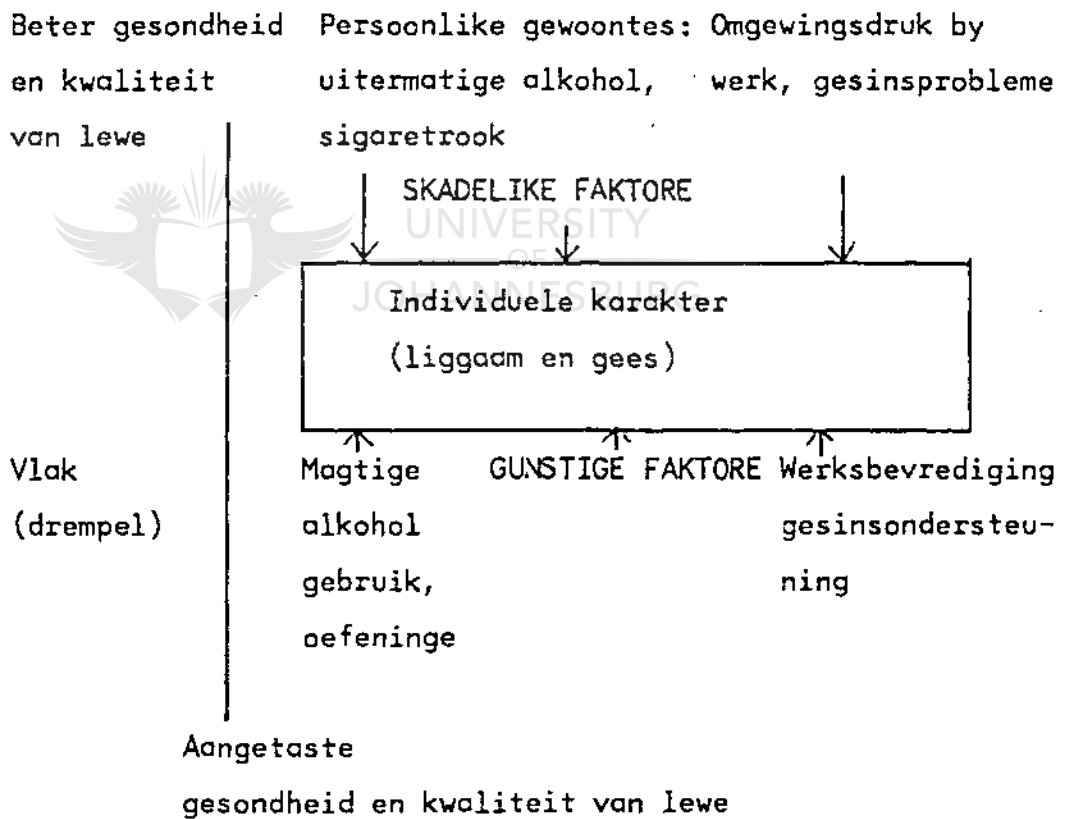 Beter gesondheid Persoonlike gewoontes: Omgewingsdruk by
en kwaliteit uitermatige alkohol, werk, gesinsprobleme
van lewe sigaretrook
SKADELIKE FAKTORE
UNIVERSITY
OF
JOHANNESBURG
Individuele karakter
(liggaam en gees)
Vlak Magtige GUNSTIGE FAKTORE Werksbevrediging
(drempel) alkohol gesinsondersteu-
gebruik, ning
oefeninge
Aangetaste
gesondheid en kwaliteit van lewe